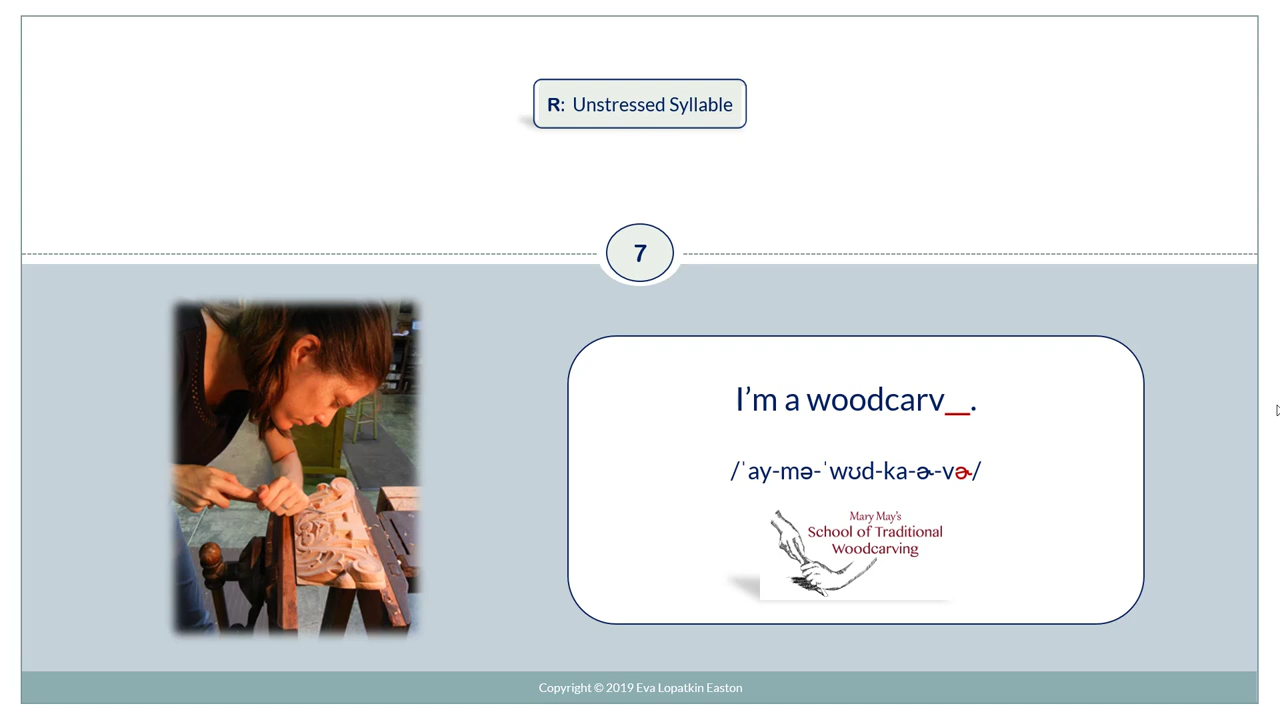 R: Unstressed Syllable
7
I’m a woodcarv__.
/ˈay-mə-ˈwʊd-ka-ɚ-vɚ/
Mary May's
School of Traditional
Woodcarving
Copyright © 2019 Eva Lopatkin Easton